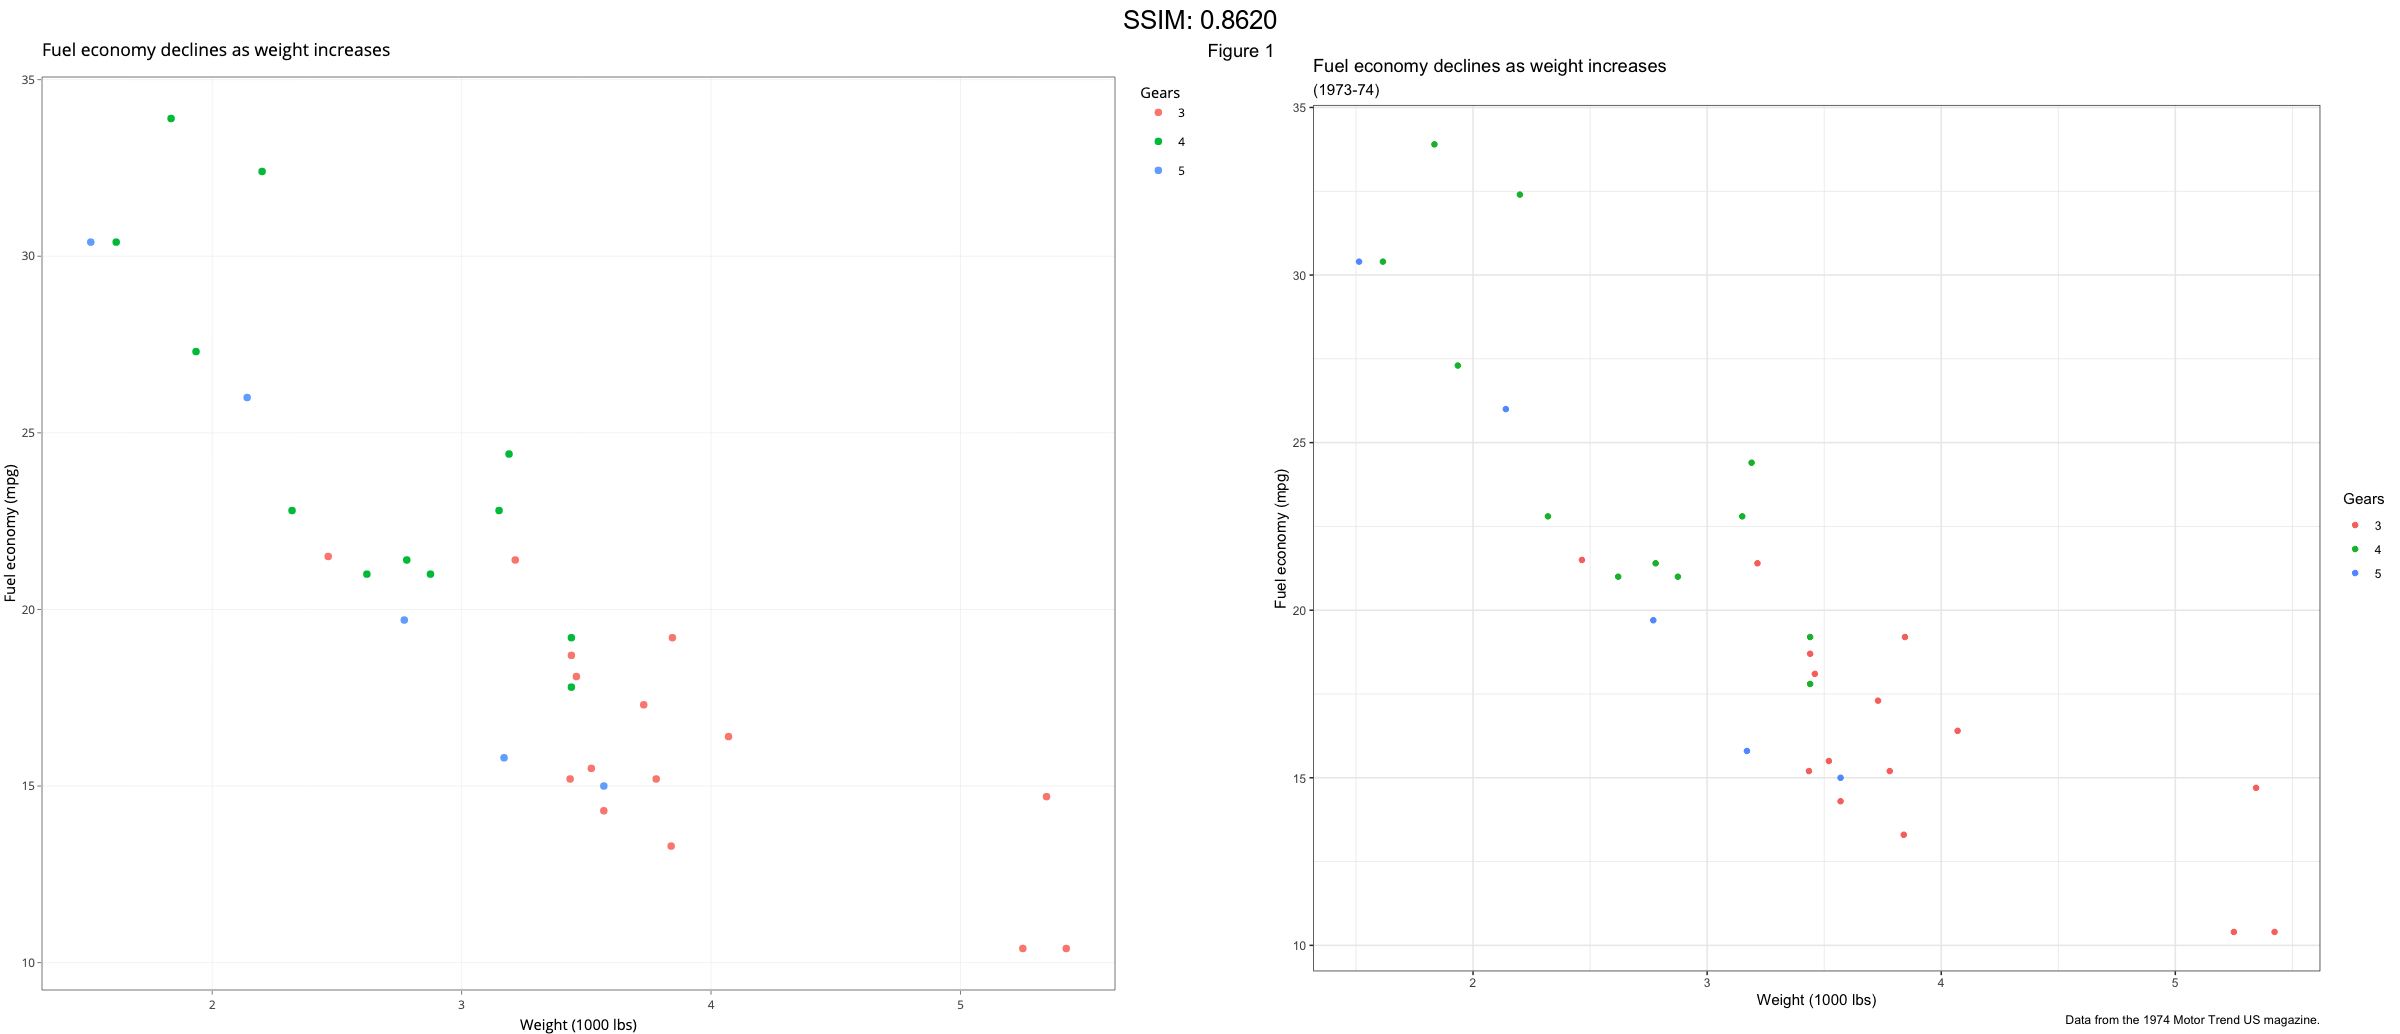 SSIM: 0.8620
Fuel economy declines as weight increases
35
30
25
20
15
10
Fuel economy (mpg)
2 3 4 5
Weight (1000 lbs)
Gears
3
4
5
Figure 1
Fuel economy declines as weight increases
(1973-74)
35
30
25
20
15
10
Fuel economy (mpg)
2 3 4 5
Weight (1000 lbs)
Gears
3
4
5
Data from the 1974 Motor Trend US magazine.